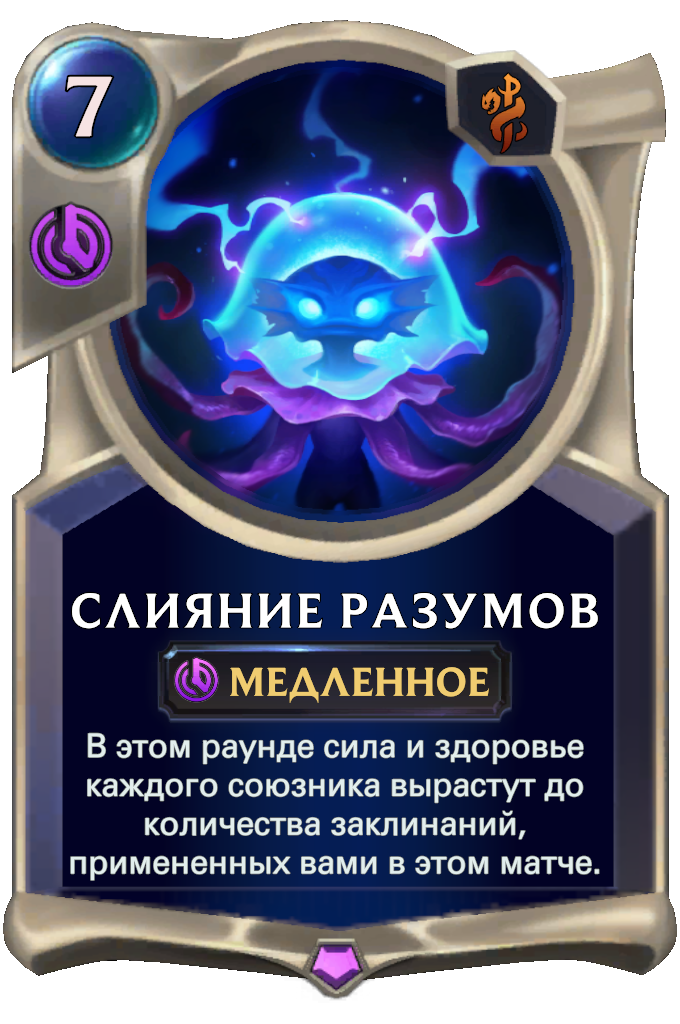 7
СЛИЯНИЕ РАЗУМОВ
МЕДЛЕННОЕ
В этом раунде сила и здоровье
каждого союзника вырастут до
количества заклинаний,
примененных вами в этом матче.